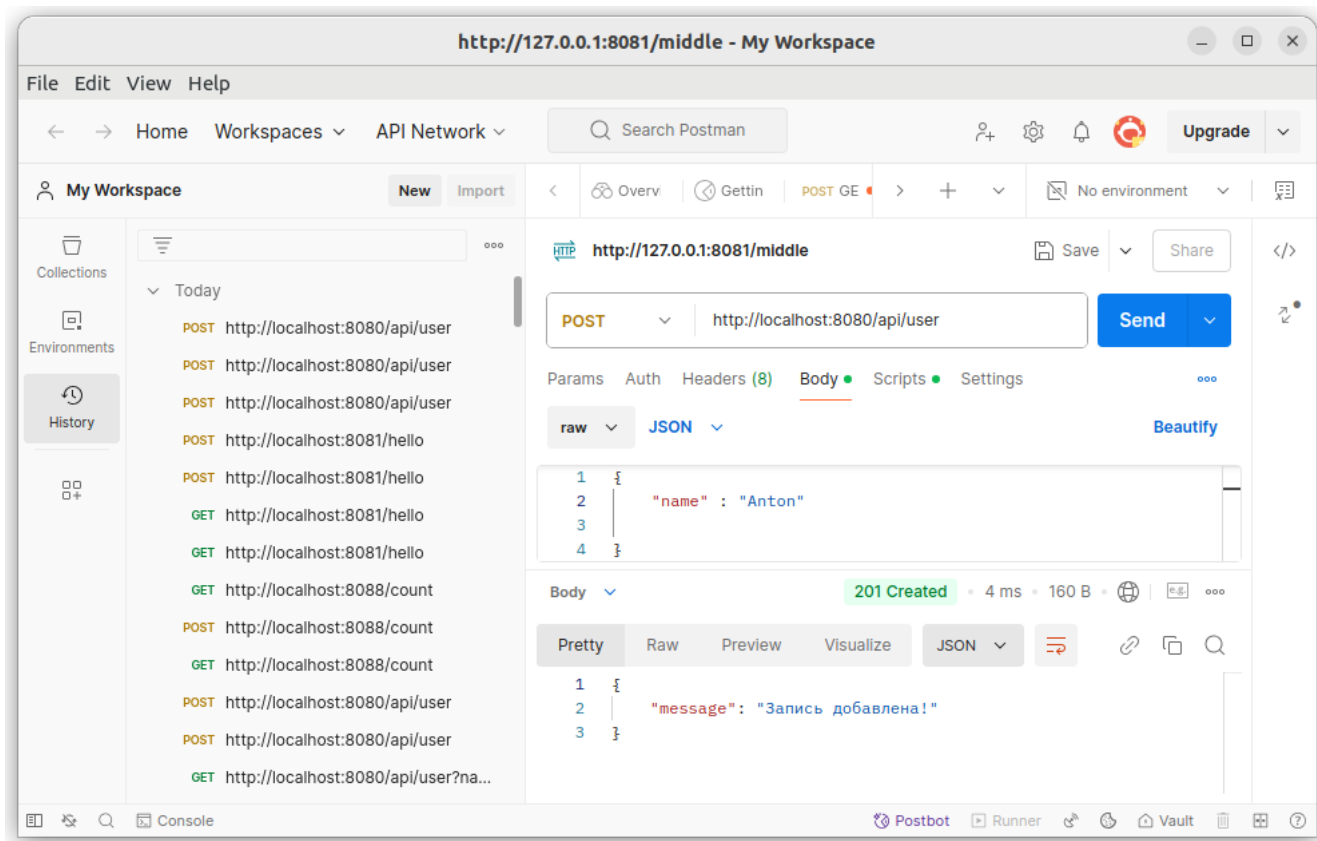 http://127.0.0.1:8081/middle - My Workspace
File Edit View Help
Home Workspaces API Network Search Postman Upgrade
My Workspace New Import Overvi Gettin POST GE No environment
Collections
Environments
History
Today
POST http://localhost:8080/api/user
POST http://localhost:8080/api/user
POST http://localhost:8080/api/user
POST http://localhost:8081/hello
POST http://localhost:8081/hello
GET http://localhost:8081/hello
GET http://localhost:8081/hello
GET http://localhost:8088/count
POST http://localhost:8088/count
GET http://localhost:8088/count
POST http://localhost:8080/api/user
POST http://localhost:8080/api/user
GET http://localhost:8080/api/user?na...
HTTP http://127.0.0.1:8081/middle Save Share </>
POST http://localhost:8080/api/user Send
Params Auth Headers (8) Body Scripts Settings
raw JSON Beautify
1 {
2 "name" : "Anton"
3
4 }
Body 201 Created 4 ms 160 B e.g.
Pretty Raw Preview Visualize JSON
1 {
2 "message": "Запись добавлена!"
3 }
Console Postbot Runner Vault